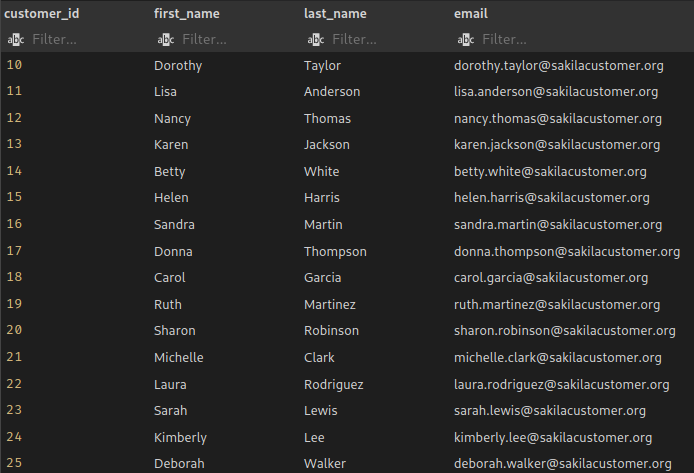 customer_id first_name last_name email
abc Filter... abc Filter... abc Filter... abc Filter...
10 Dorothy Taylor dorothy.taylor@sakilacustomer.org
11 Lisa Anderson lisa.anderson@sakilacustomer.org
12 Nancy Thomas nancy.thomas@sakilacustomer.org
13 Karen Jackson karen.jackson@sakilacustomer.org
14 Betty White betty.white@sakilacustomer.org
15 Helen Harris helen.harris@sakilacustomer.org
16 Sandra Martin sandra.martin@sakilacustomer.org
17 Donna Thompson donna.thompson@sakilacustomer.org
18 Carol Garcia carol.garcia@sakilacustomer.org
19 Ruth Martinez ruth.martinez@sakilacustomer.org
20 Sharon Robinson sharon.robinson@sakilacustomer.org
21 Michelle Clark michelle.clark@sakilacustomer.org
22 Laura Rodriguez laura.rodriguez@sakilacustomer.org
23 Sarah Lewis sarah.lewis@sakilacustomer.org
24 Kimberly Lee kimberly.lee@sakilacustomer.org
25 Deborah Walker deborah.walker@sakilacustomer.org